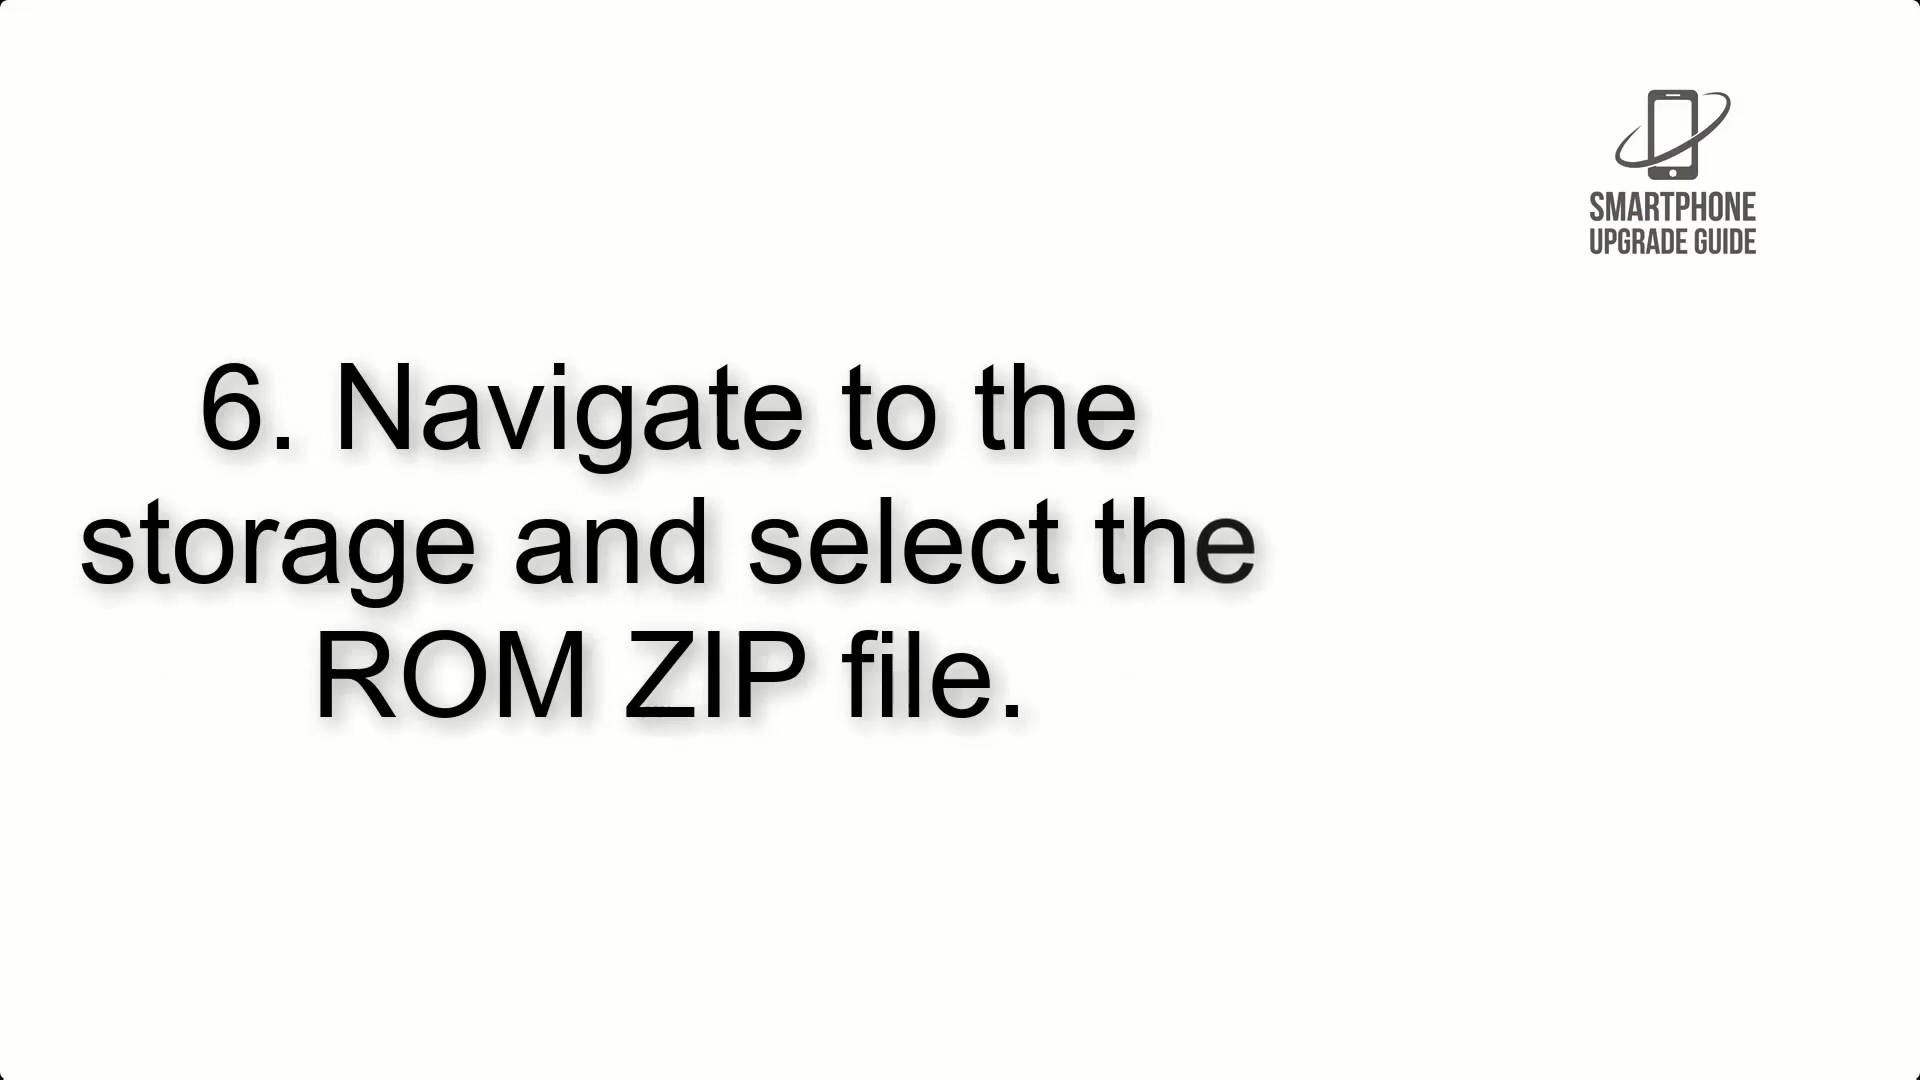 SMARTPHONE
UPGRADE GUIDE
6. Navigate to the
storage and select the
ROM ZIP file.